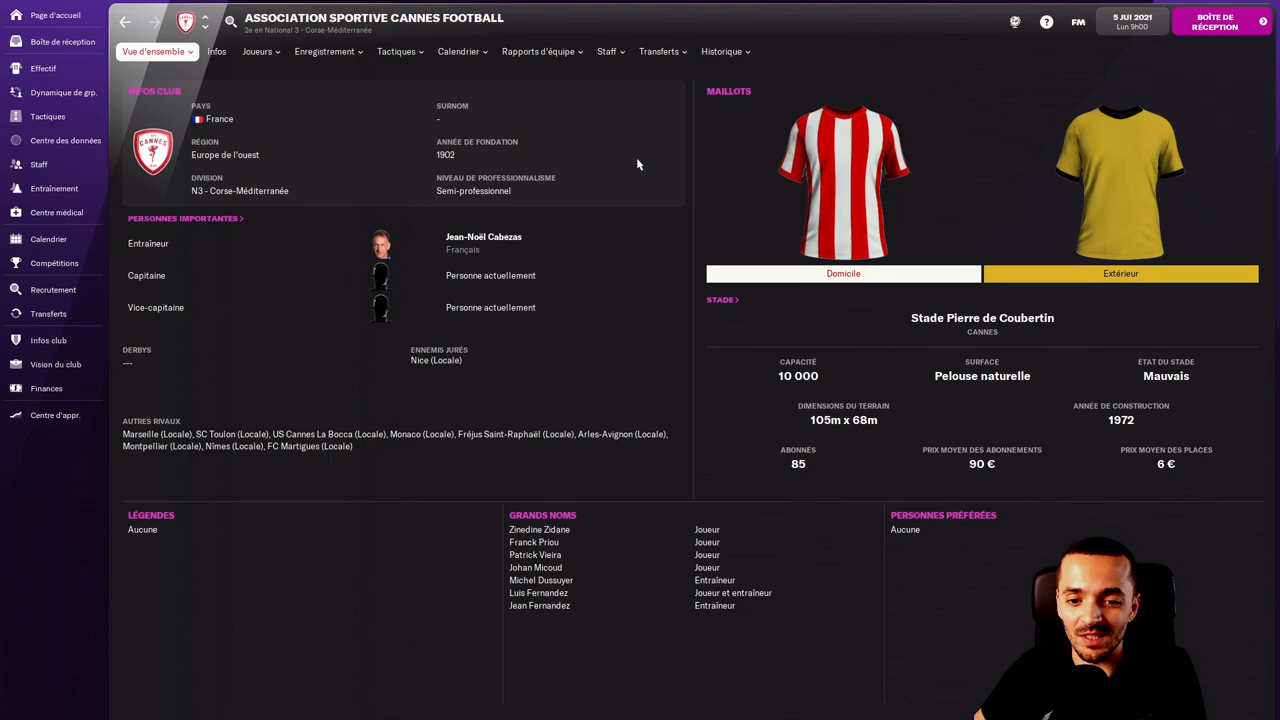 Page d'accueil
Boîte de réception
Effectif
Dynamique de grp.
Tactiques
Centre des données
Staff
Entraînement
Centre médical
Calendrier
Compétitions
Recrutement
Transferts
Infos club
Vision du club
Finances
Centre d'appr.
ASSOCIATION SPORTIVE CANNES FOOTBALL
2e en National 3 - Corse-Méditerranée
FM
5 JUI 2021
Lun 9h00
BOÎTE DE RÉCEPTION
Vue d'ensemble
Infos
Joueurs
Enregistrement
Tactiques
Calendrier
Rapports d'équipe
Staff
Transferts
Historique
INFOS CLUB
CANNES
PAYS
France
SURNOM
-
RÉGION
Europe de l'ouest
ANNÉE DE FONDATION
1902
DIVISION
N3 - Corse-Méditerranée
NIVEAU DE PROFESSIONNALISME
Semi-professionnel
PERSONNES IMPORTANTES >
Entraîneur
Jean-Noël Cabezas
Français
Capitaine
Personne actuellement
Vice-capitaine
Personne actuellement
DERBYS
---
ENNEMIS JURÉS
Nice (Locale)
AUTRES RIVAUX
Marseille (Locale), SC Toulon (Locale), US Cannes La Bocca (Locale), Monaco (Locale), Fréjus Saint-Raphaël (Locale), Arles-Avignon (Locale),
Montpellier (Locale), Nîmes (Locale), FC Martigues (Locale)
MAILLOTS
Domicile
Extérieur
STADE >
Stade Pierre de Coubertin
CANNES
CAPACITÉ
10 000
SURFACE
Pelouse naturelle
ÉTAT DU STADE
Mauvais
DIMENSIONS DU TERRAIN
105m x 68m
ANNÉE DE CONSTRUCTION
1972
ABONNÉS
85
PRIX MOYEN DES ABONNEMENTS
90 €
PRIX MOYEN DES PLACES
6 €
LÉGENDES
Aucune
GRANDS NOMS
Zinedine Zidane Joueur
Franck Priou Joueur
Patrick Vieira Joueur
Johan Micoud Joueur
Michel Dussuyer Entraîneur
Luis Fernandez Joueur et entraîneur
Jean Fernandez Entraîneur
PERSONNES PRÉFÉRÉES
Aucune